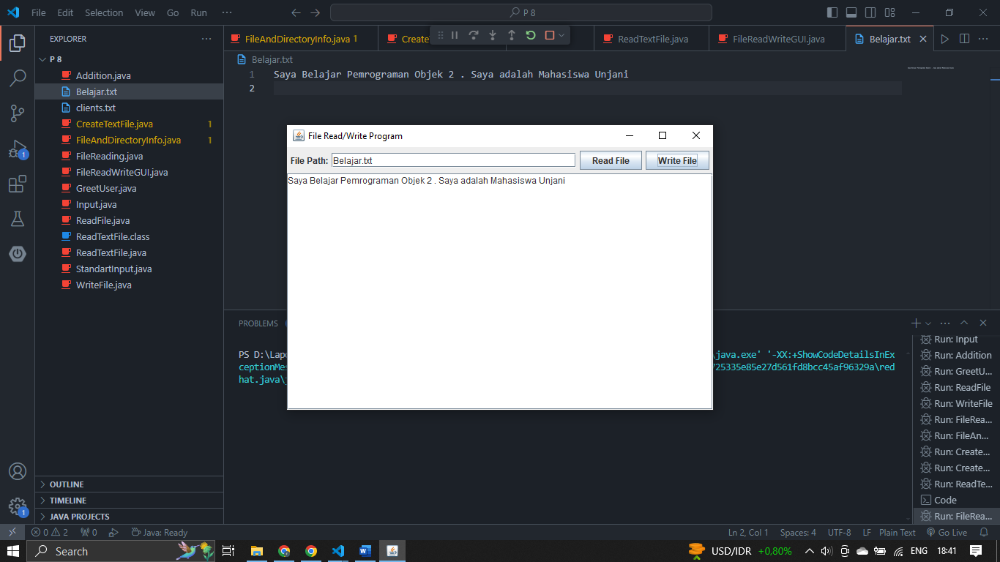 File Edit Selection View Go Run ···
P 8
EXPLORER ···
P 8
Addition.java
Belajar.txt
clients.txt
CreateTextFile.java 1
FileAndDirectoryInfo.java 1
FileReading.java
FileReadWriteGUI.java
GreetUser.java
Input.java
ReadFile.java
ReadTextFile.class
ReadTextFile.java
StandartInput.java
WriteFile.java
OUTLINE
TIMELINE
JAVA PROJECTS
FileAndDirectoryInfo.java 1
Create
ReadTextFile.java
FileReadWriteGUI.java
Belajar.txt
Belajar.txt
1 Saya Belajar Pemrograman Objek 2 . Saya adalah Mahasiswa Unjani
2
File Read/Write Program
File Path: Belajar.txt Read File Write File
Saya Belajar Pemrograman Objek 2 . Saya adalah Mahasiswa Unjani
PROBLEMS
PS D:\Lap
\java.exe' '-XX:+ShowCodeDetailsInEx
ceptionMes
725335e85e27d561fd8bcc45af96329a\red
hat.java\
Run: Input
Run: Addition
Run: GreetU...
Run: ReadFile
Run: WriteFile
Run: FileRea...
Run: FileAn...
Run: Create...
Run: Create...
Run: ReadTe...
Code
Run: FileRea...
1
1
0 2 0 Java: Ready
Ln 2, Col 1 Spaces: 4 UTF-8 LF Plain Text Go Live
Search
USD/IDR +0,80% ENG 18:41